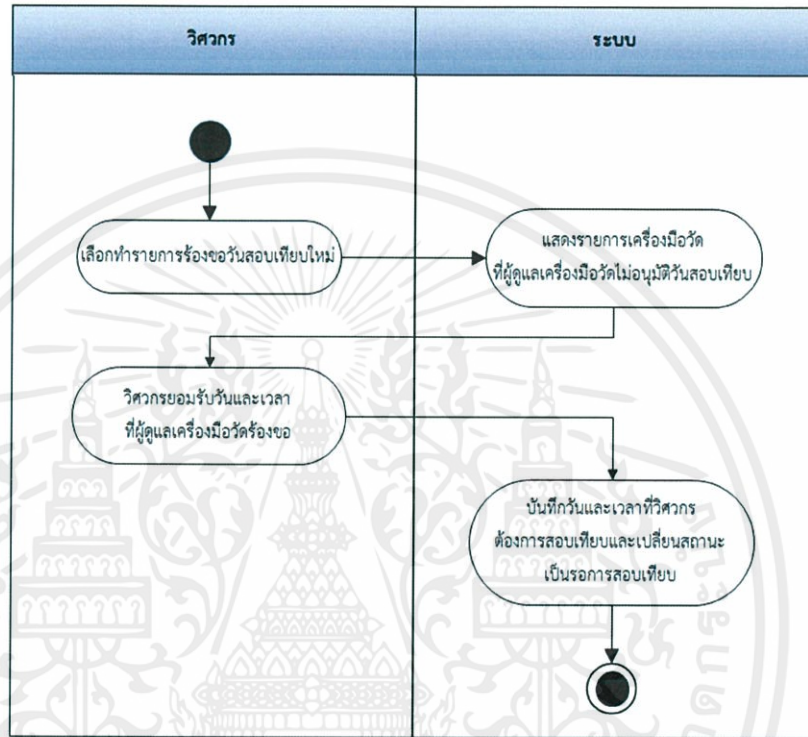 วิศวกร
ระบบ
เลือกทำรายการร้องขอวันสอบเทียบใหม่
แสดงรายการเครื่องมือวัด
ที่ผู้ดูแลเครื่องมือวัดไม่อนุมัติวันสอบเทียบ
วิศวกรยอมรับวันและเวลา
ที่ผู้ดูแลเครื่องมือวัดร้องขอ
บันทึกวันและเวลาที่วิศวกร
ต้องการสอบเทียบและเปลี่ยนสถานะ
เป็นรอการสอบเทียบ